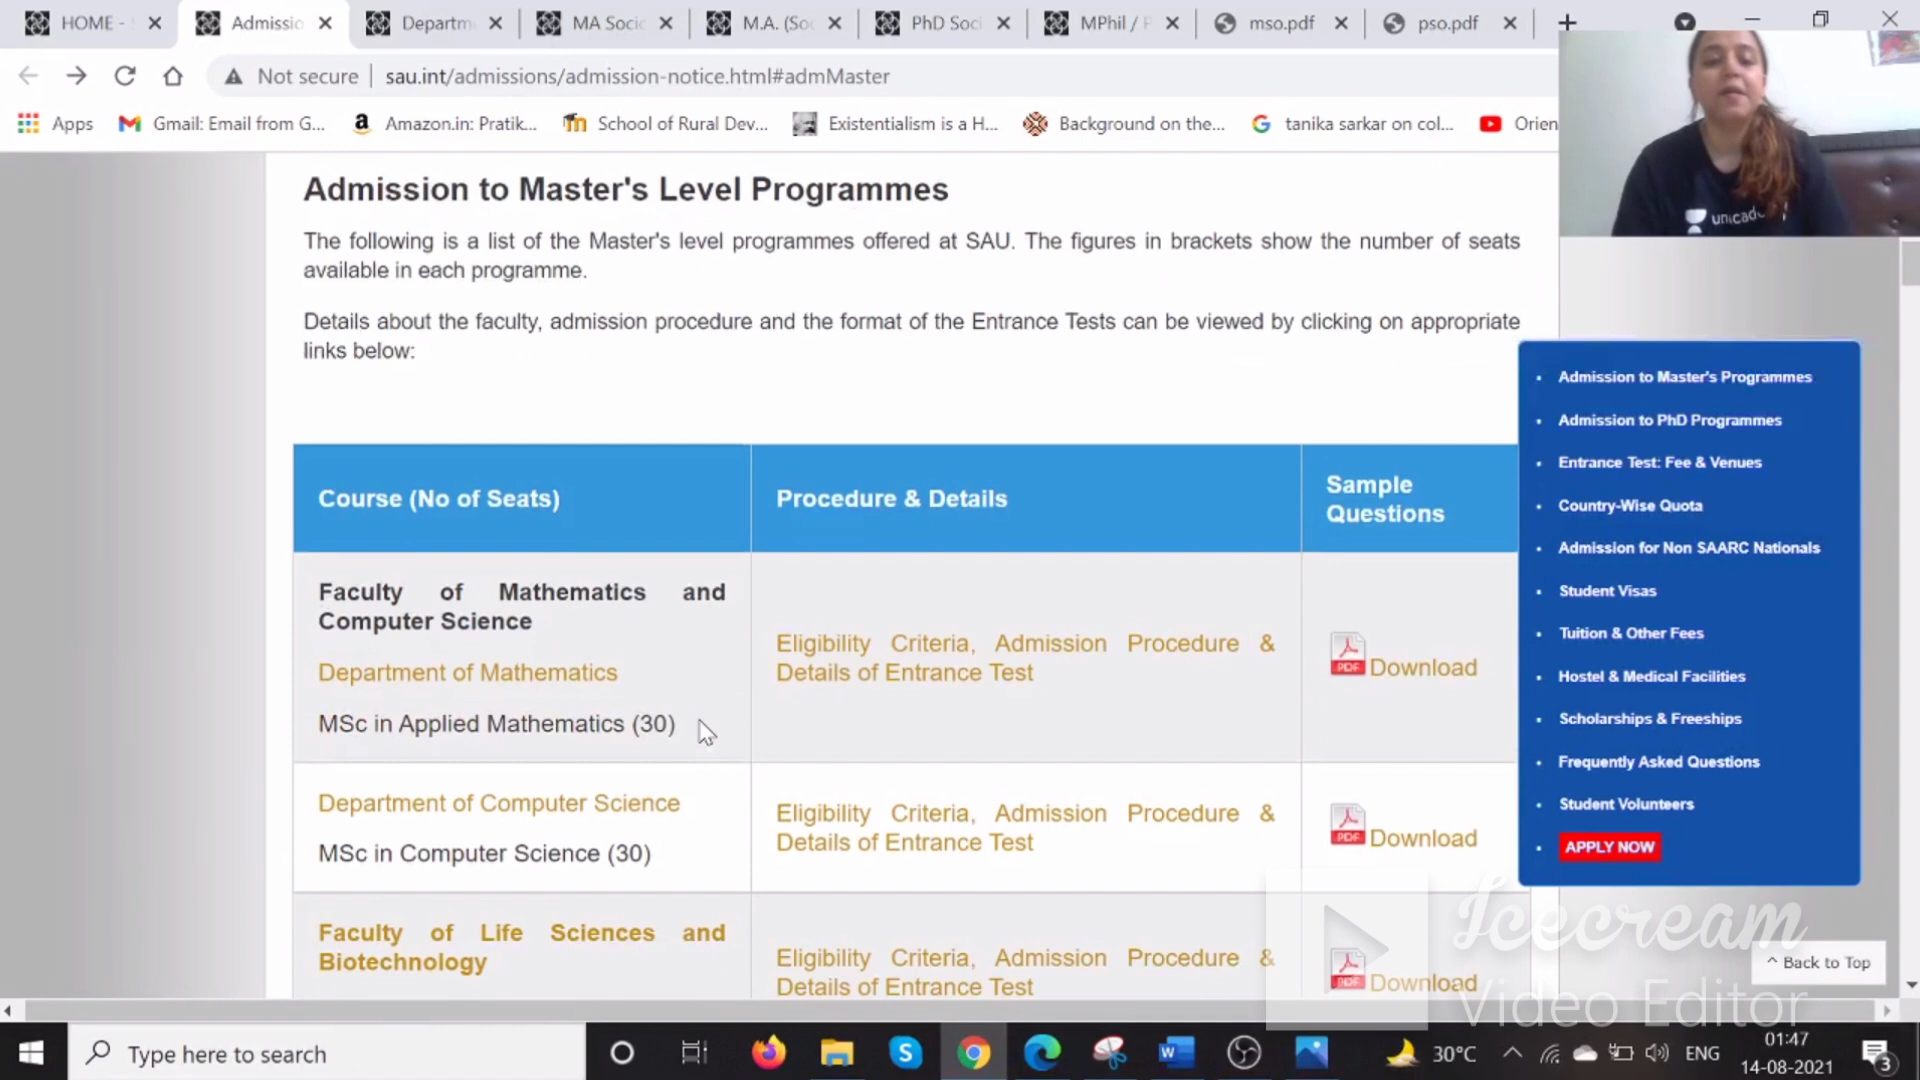 HOME -
Admissio
Departm
MA Socio
M.A. (Soc
PhD Soci
MPhil / P
mso.pdf
pso.pdf
Not secure
sau.int/admissions/admission-notice.html#admMaster
Apps
Gmail: Email from G...
Amazon.in: Pratik...
School of Rural Dev...
Existentialism is a H...
Background on the...
tanika sarkar on col...
Orien
unacad
Admission to Master's Level Programmes
The following is a list of the Master's level programmes offered at SAU. The figures in brackets show the number of seats
available in each programme.
Details about the faculty, admission procedure and the format of the Entrance Tests can be viewed by clicking on appropriate
links below:
Course (No of Seats)
Procedure & Details
Sample
Questions
Faculty of Mathematics and
Computer Science
Department of Mathematics
MSc in Applied Mathematics (30)
Eligibility Criteria, Admission Procedure &
Details of Entrance Test
PDF Download
Department of Computer Science
MSc in Computer Science (30)
Eligibility Criteria, Admission Procedure &
Details of Entrance Test
PDF Download
Faculty of Life Sciences and
Biotechnology
Eligibility Criteria, Admission Procedure &
Details of Entrance Test
PDF Download
Admission to Master's Programmes
Admission to PhD Programmes
Entrance Test: Fee & Venues
Country-Wise Quota
Admission for Non SAARC Nationals
Student Visas
Tuition & Other Fees
Hostel & Medical Facilities
Scholarships & Freeships
Frequently Asked Questions
Student Volunteers
APPLY NOW
^ Back to Top
Icecream
Video Editor
Type here to search
30°C
ENG
01:47
14-08-2021
3